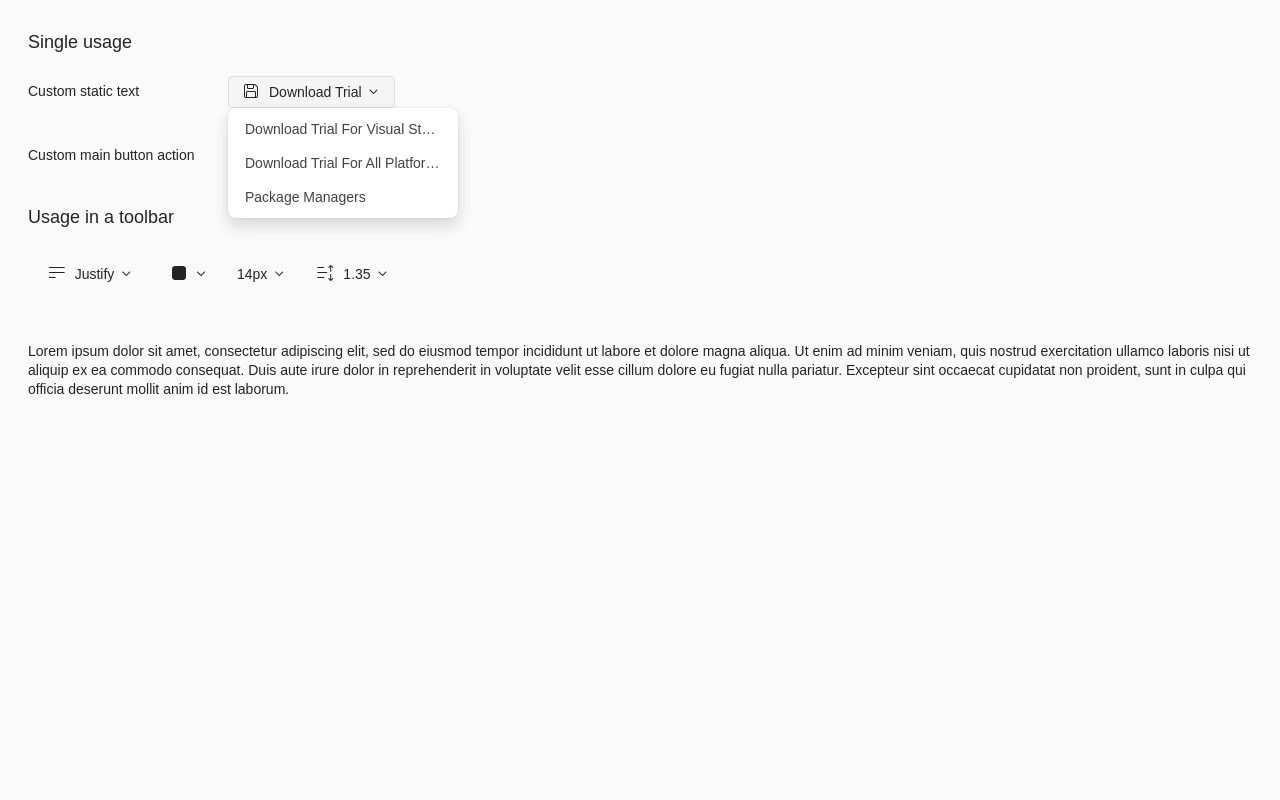 Single usage
Custom static text
Download Trial
Download Trial For Visual St…
Custom main button action
Download Trial For All Platfor…
Package Managers
Usage in a toolbar
Justify
14px
1.35
Lorem ipsum dolor sit amet, consectetur adipiscing elit, sed do eiusmod tempor incididunt ut labore et dolore magna aliqua. Ut enim ad minim veniam, quis nostrud exercitation ullamco laboris nisi ut
aliquip ex ea commodo consequat. Duis aute irure dolor in reprehenderit in voluptate velit esse cillum dolore eu fugiat nulla pariatur. Excepteur sint occaecat cupidatat non proident, sunt in culpa qui
officia deserunt mollit anim id est laborum.